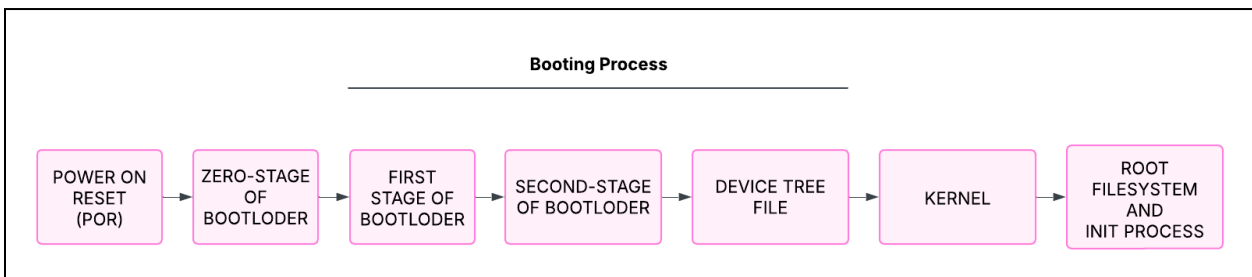 Booting Process
POWER ON
RESET
(POR)
ZERO-STAGE
OF
BOOTLODER
FIRST
STAGE OF
BOOTLODER
SECOND-STAGE
OF BOOTLODER
DEVICE TREE
FILE
KERNEL
ROOT
FILESYSTEM
AND
INIT PROCESS